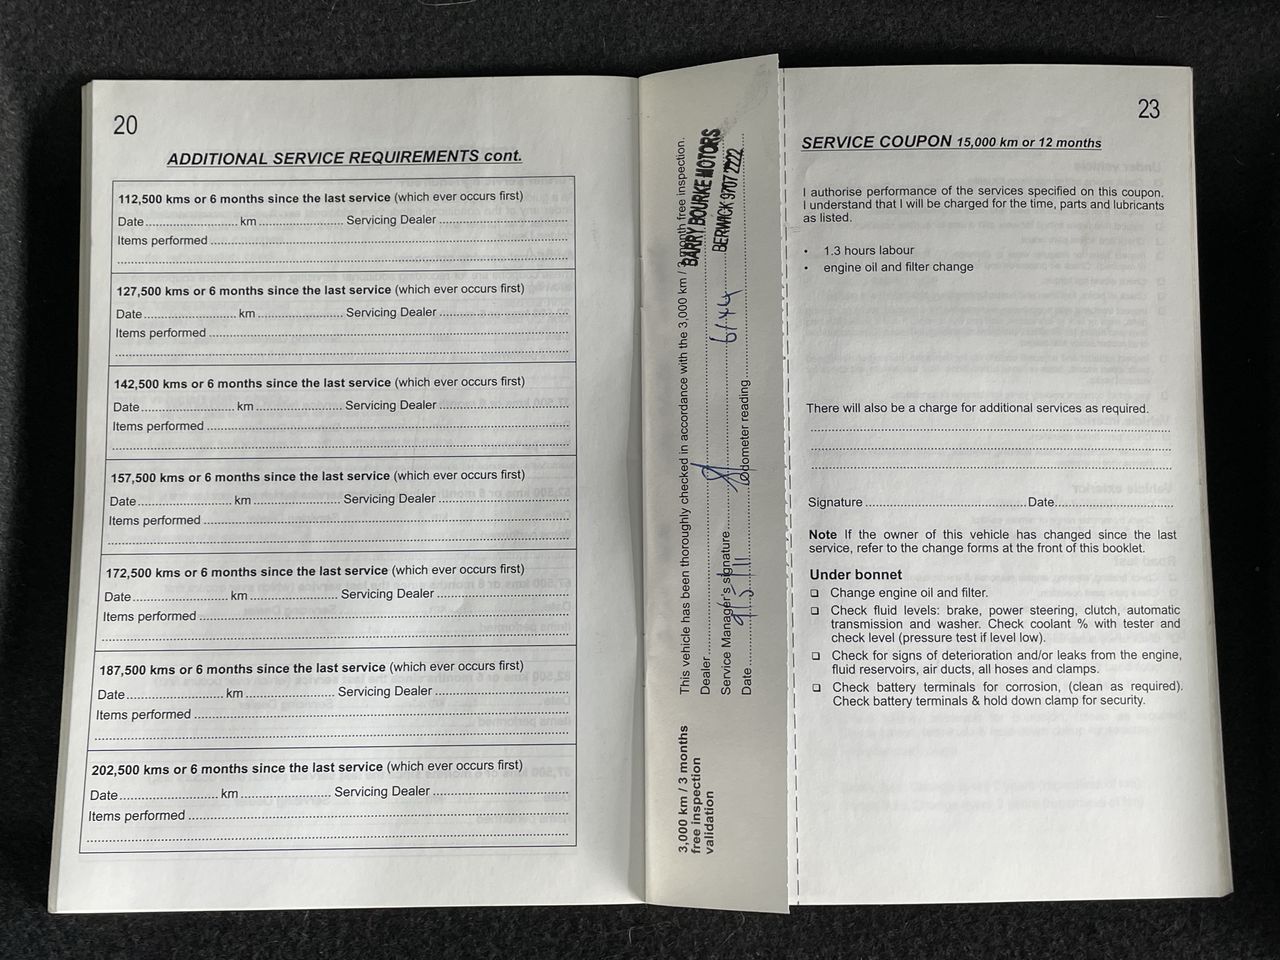 20
ADDITIONAL SERVICE REQUIREMENTS cont.
112,500 kms or 6 months since the last service (which ever occurs first)
Date km Servicing Dealer
Items performed
127,500 kms or 6 months since the last service (which ever occurs first)
Date km Servicing Dealer
Items performed
142,500 kms or 6 months since the last service (which ever occurs first)
Date km Servicing Dealer
Items performed
157,500 kms or 6 months since the last service (which ever occurs first)
Date km Servicing Dealer
Items performed
172,500 kms or 6 months since the last service (which ever occurs first)
Date km Servicing Dealer
Items performed
187,500 kms or 6 months since the last service (which ever occurs first)
Date km Servicing Dealer
Items performed
202,500 kms or 6 months since the last service (which ever occurs first)
Date km Servicing Dealer
Items performed
3,000 km / 3 months
free inspection
validation
This vehicle has been thoroughly checked in accordance with the 3,000 km / 3 month free inspection.
Dealer BARRY BOURKE MOTORS
BERWICK 9707 2222
Service Manager's signature
Date 9/5/11 Odometer reading
23
SERVICE COUPON 15,000 km or 12 months
I authorise performance of the services specified on this coupon.
I understand that I will be charged for the time, parts and lubricants
as listed.
• 1.3 hours labour
• engine oil and filter change
There will also be a charge for additional services as required.
Signature Date
Note If the owner of this vehicle has changed since the last
service, refer to the change forms at the front of this booklet.
Under bonnet
❑ Change engine oil and filter.
❑ Check fluid levels: brake, power steering, clutch, automatic
transmission and washer. Check coolant % with tester and
check level (pressure test if level low).
❑ Check for signs of deterioration and/or leaks from the engine,
fluid reservoirs, air ducts, all hoses and clamps.
❑ Check battery terminals for corrosion, (clean as required).
Check battery terminals & hold down clamp for security.